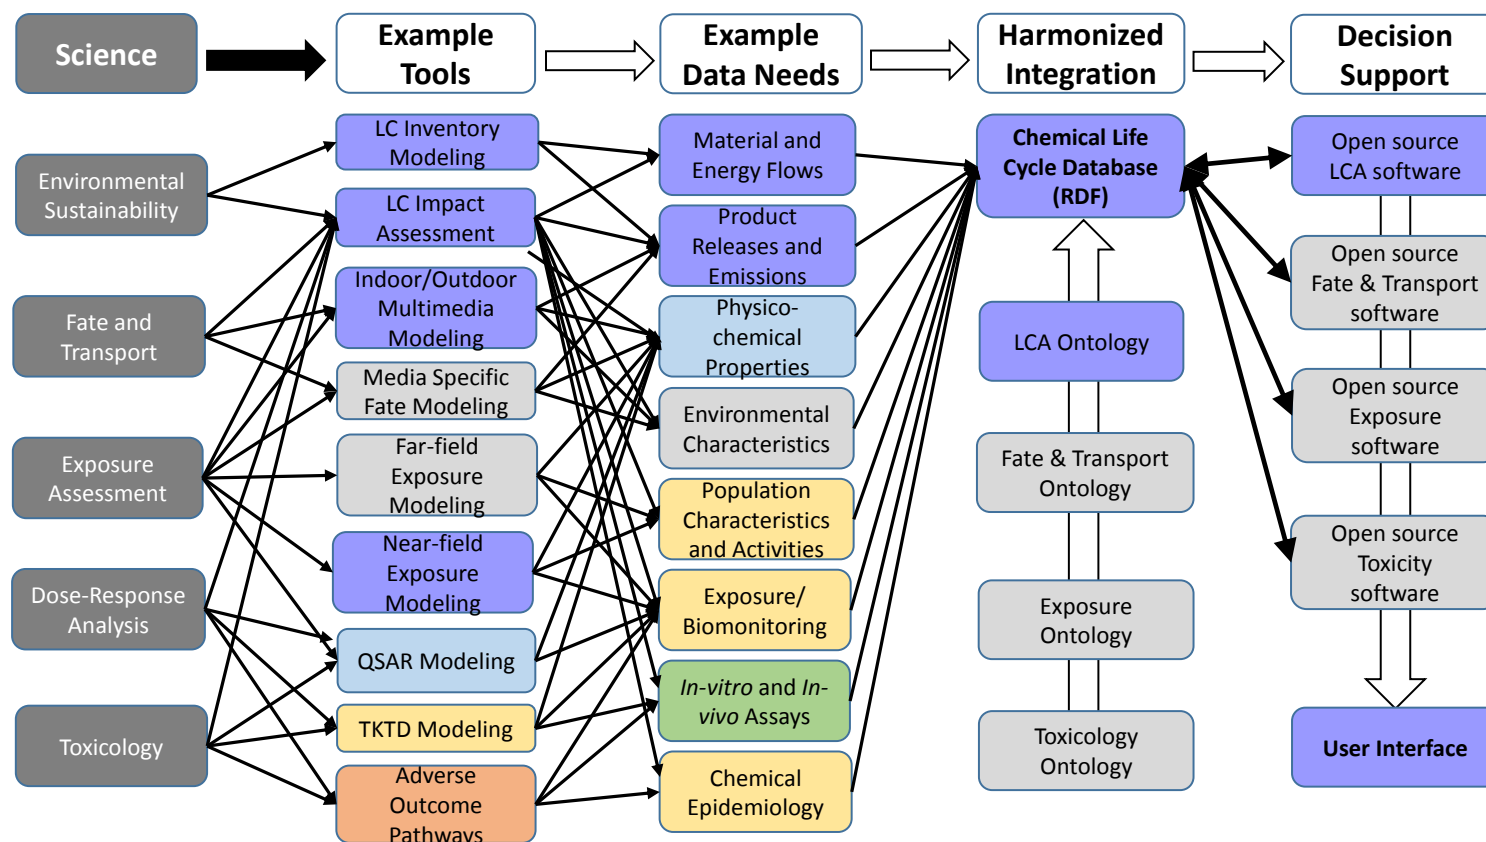 Science
Example
Tools
Example
Data Needs
Harmonized
Integration
Decision
Support
Environmental
Sustainability
Fate and
Transport
Exposure
Assessment
Dose-Response
Analysis
Toxicology
LC Inventory
Modeling
LC Impact
Assessment
Indoor/Outdoor
Multimedia
Modeling
Media Specific
Fate Modeling
Far-field
Exposure
Modeling
Near-field
Exposure
Modeling
QSAR Modeling
TKTD Modeling
Adverse
Outcome
Pathways
Material and
Energy Flows
Product
Releases and
Emissions
Physico-
chemical
Properties
Environmental
Characteristics
Population
Characteristics
and Activities
Exposure/
Biomonitoring
In-vitro and In-
vivo Assays
Chemical
Epidemiology
Chemical Life
Cycle Database
(RDF)
LCA Ontology
Fate & Transport
Ontology
Exposure
Ontology
Toxicology
Ontology
Open source
LCA software
Open source
Fate & Transport
software
Open source
Exposure
software
Open source
Toxicity
software
User Interface